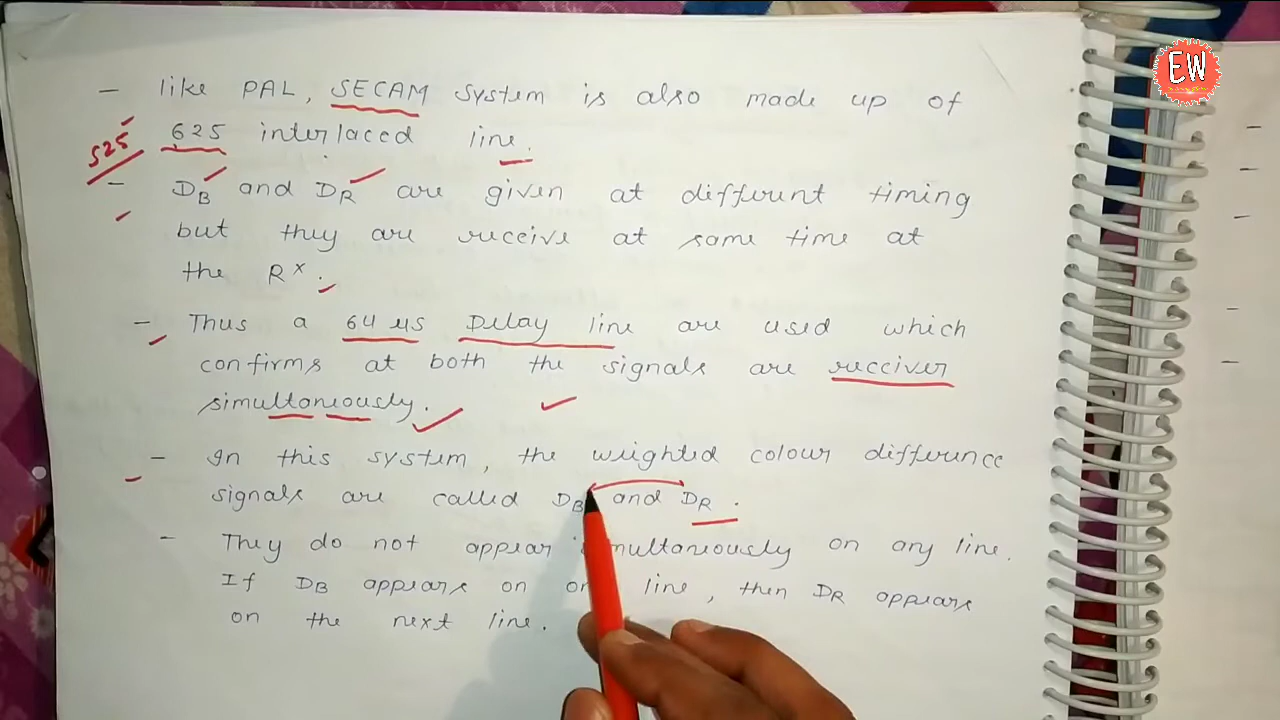 EW
- like PAL, SECAM system is also made up of
525 625 interlaced line.
- DB and DR are given at different timing
but they are receive at same time at
the Rx.
- Thus a 64 μs Delay line are used which
confirms at both the signals are reciver
simultaneously.
- In this system, the weighted colour difference
signals are called DB and DR.
- They do not appear simultaneously on any line.
If DB appears on line, then DR appears
on the next line.